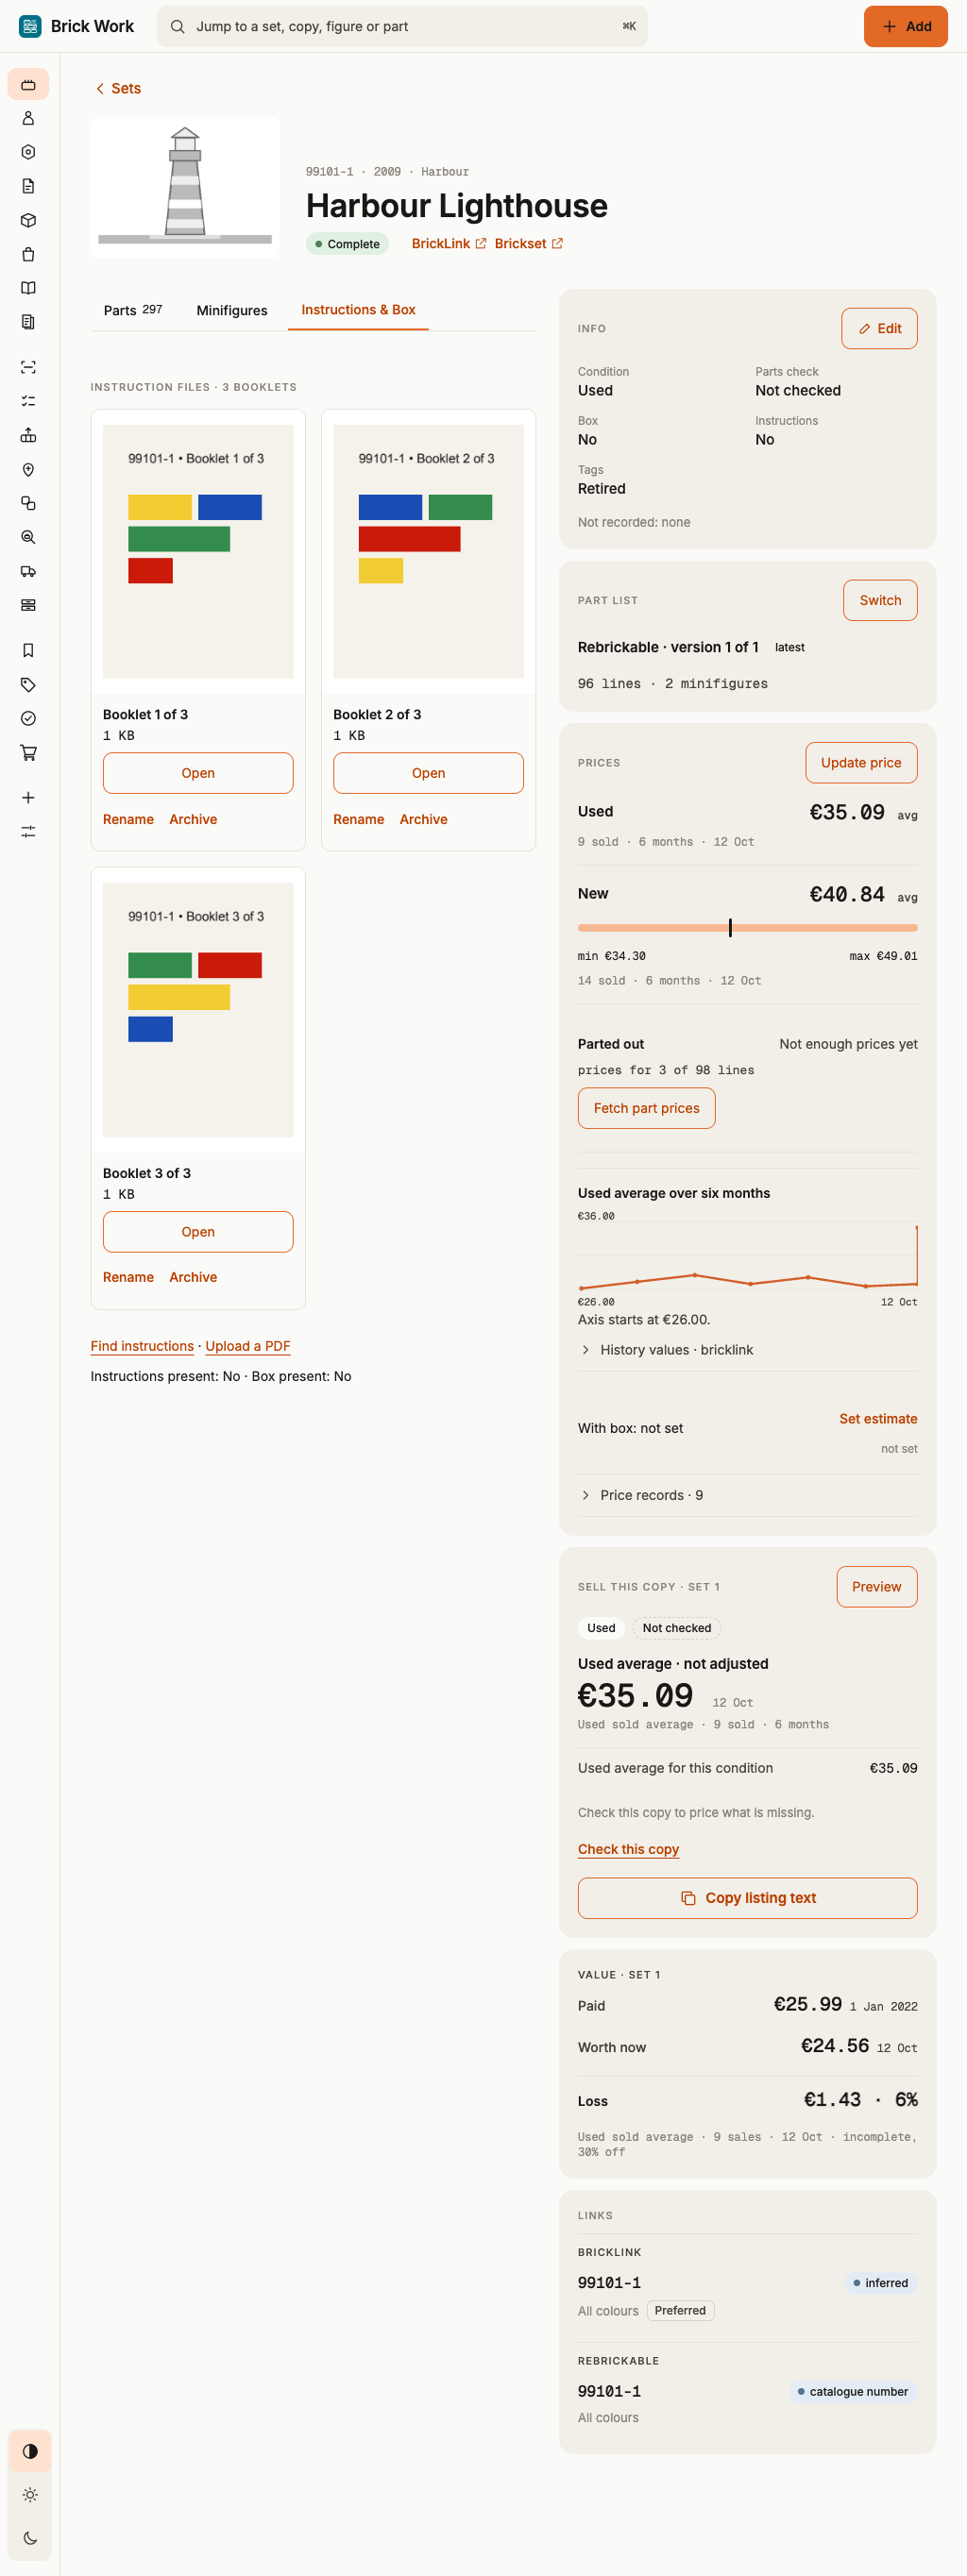 Brick Work
Jump to a set, copy, figure or part
⌘K
Add
Sets
99101-1 · 2009 · Harbour
Harbour Lighthouse
Complete
BrickLink
Brickset
Parts 297
Minifigures
Instructions & Box
INSTRUCTION FILES · 3 BOOKLETS
99101-1 • Booklet 1 of 3
Booklet 1 of 3
1 KB
Open
Rename
Archive
99101-1 • Booklet 2 of 3
Booklet 2 of 3
1 KB
Open
Rename
Archive
99101-1 • Booklet 3 of 3
Booklet 3 of 3
1 KB
Open
Rename
Archive
Find instructions · Upload a PDF
Instructions present: No · Box present: No
INFO
Edit
Condition
Used
Parts check
Not checked
Box
No
Instructions
No
Tags
Retired
Not recorded: none
PART LIST
Switch
Rebrickable · version 1 of 1
latest
96 lines · 2 minifigures
PRICES
Update price
Used
€35.09 avg
9 sold · 6 months · 12 Oct
New
€40.84 avg
min €34.30
max €49.01
14 sold · 6 months · 12 Oct
Parted out
Not enough prices yet
prices for 3 of 98 lines
Fetch part prices
Used average over six months
€36.00
€26.00
12 Oct
Axis starts at €26.00.
History values · bricklink
With box: not set
Set estimate
not set
Price records · 9
SELL THIS COPY · SET 1
Preview
Used
Not checked
Used average · not adjusted
€35.09 12 Oct
Used sold average · 9 sold · 6 months
Used average for this condition
€35.09
Check this copy to price what is missing.
Check this copy
Copy listing text
VALUE · SET 1
Paid
€25.99 1 Jan 2022
Worth now
€24.56 12 Oct
Loss
€1.43 · 6%
Used sold average · 9 sales · 12 Oct · incomplete,
30% off
LINKS
BRICKLINK
99101-1
inferred
All colours
Preferred
REBRICKABLE
99101-1
catalogue number
All colours